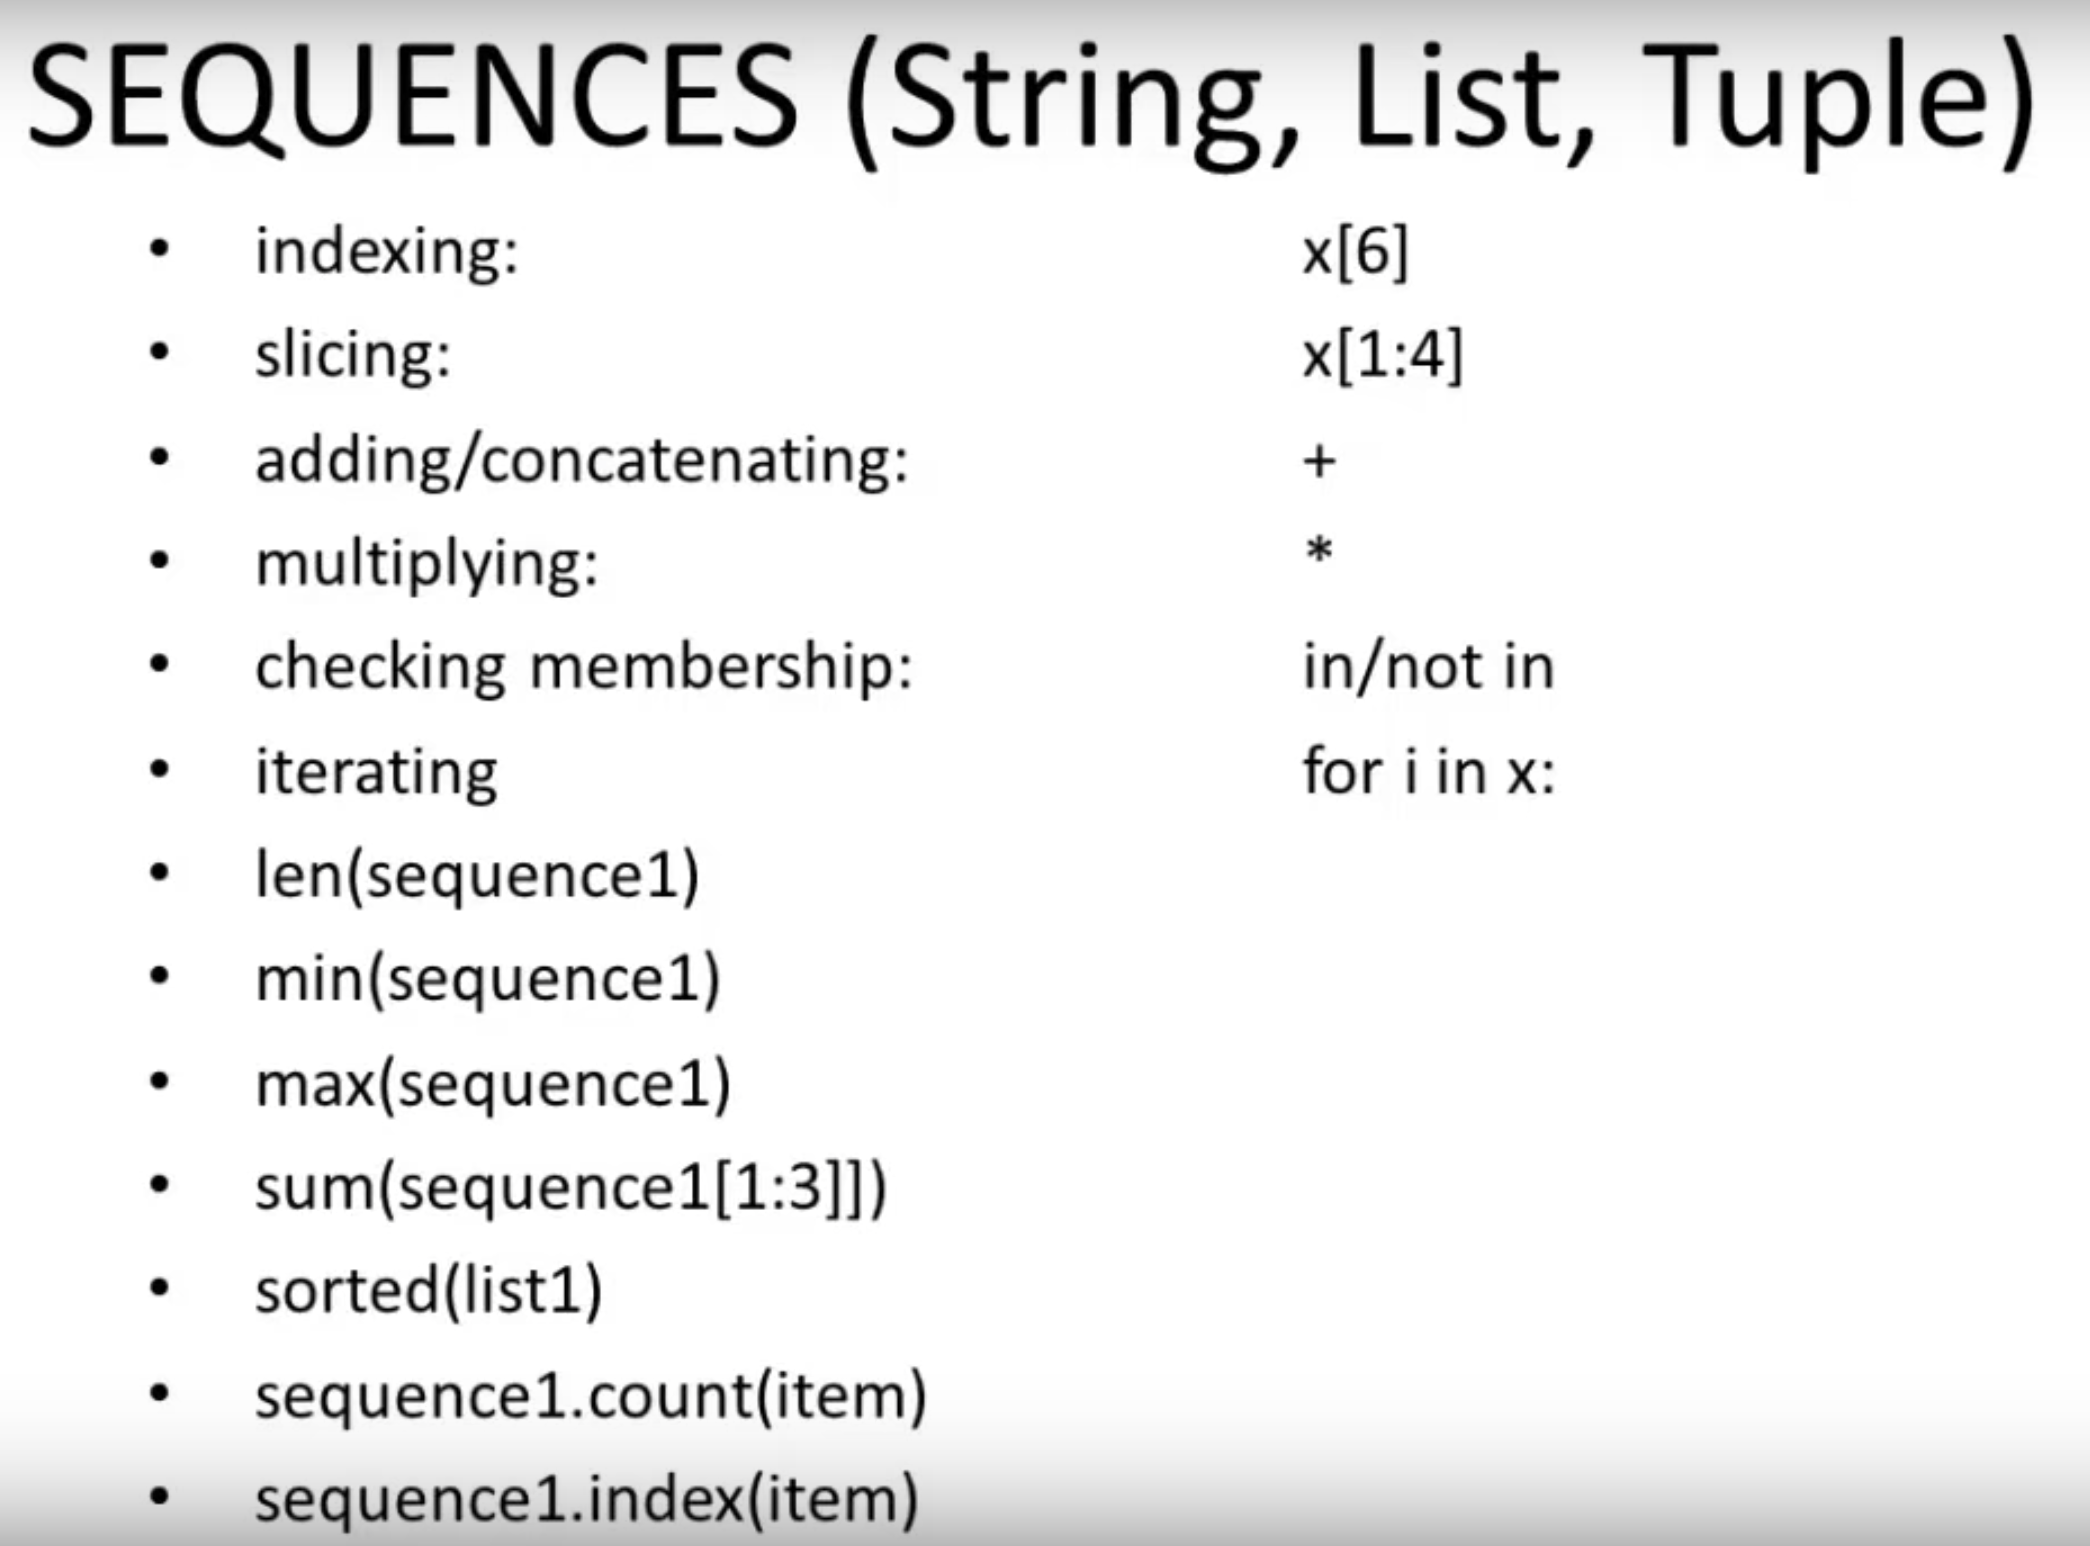 SEQUENCES (String, List, Tuple)
• indexing: x[6]
• slicing: x[1:4]
• adding/concatenating: +
• multiplying: *
• checking membership: in/not in
• iterating for i in x:
• len(sequence1)
• min(sequence1)
• max(sequence1)
• sum(sequence1[1:3]])
• sorted(list1)
• sequence1.count(item)
• sequence1.index(item)